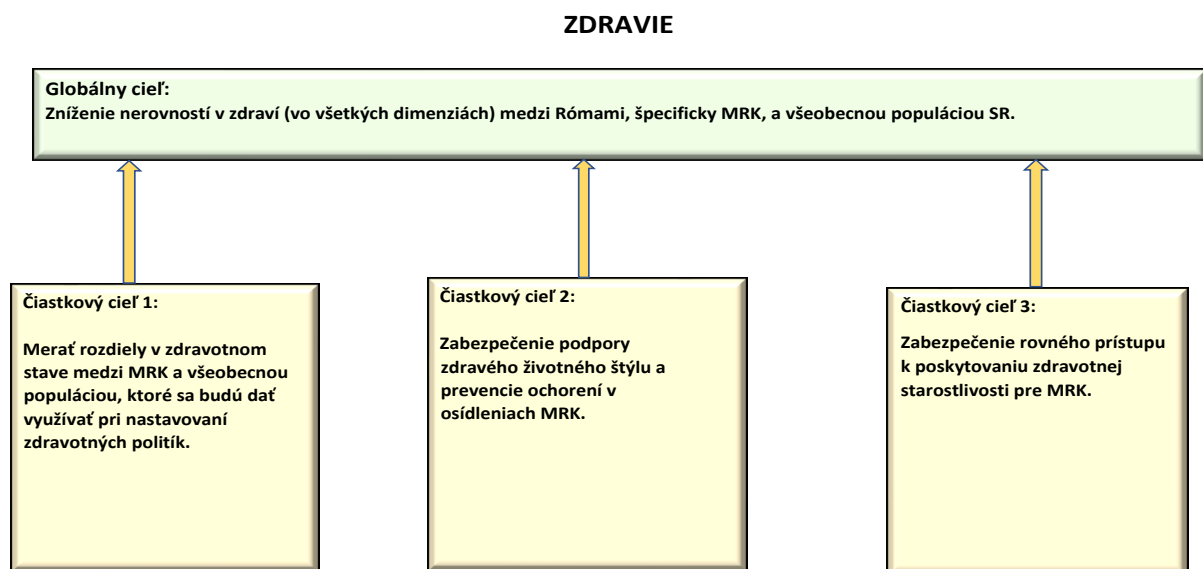 ZDRAVIE
Globálny cieľ:
Zníženie nerovností v zdraví (vo všetkých dimenziách) medzi Rómami, špecificky MRK, a všeobecnou populáciou SR.
Čiastkový cieľ 1:
Merať rozdiely v zdravotnom
stave medzi MRK a všeobecnou
populáciou, ktoré sa budú dať
využívať pri nastavovaní
zdravotných politík.
Čiastkový cieľ 2:
Zabezpečenie podpory
zdravého životného štýlu a
prevencie ochorení v
osídleniach MRK.
Čiastkový cieľ 3:
Zabezpečenie rovného prístupu
k poskytovaniu zdravotnej
starostlivosti pre MRK.